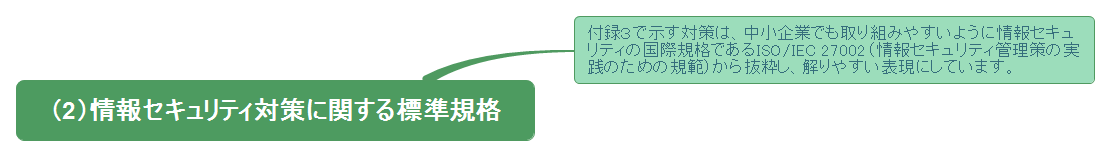 付録3で示す対策は、中小企業でも取り組みやすいように情報セキュ
リティの国際規格であるISO/IEC 27002（情報セキュリティ管理策の実
践のための規範）から抜粋し、解りやすい表現にしています。
（2）情報セキュリティ対策に関する標準規格